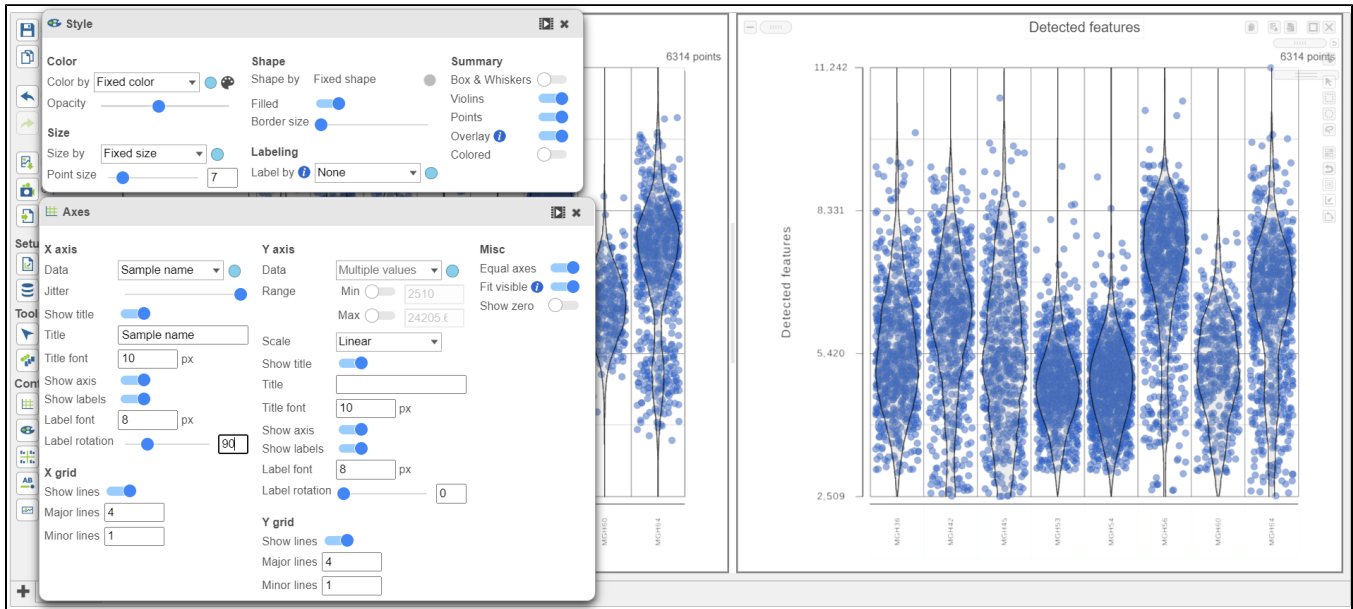 Style
Color
Color by Fixed color
Opacity
Size
Size by Fixed size
Point size 7
Shape
Shape by Fixed shape
Filled
Border size
Labeling
Label by None
Summary
Box & Whiskers
Violins
Points
Overlay
Colored
Axes
X axis
Data Sample name
Jitter
Show title
Title Sample name
Title font 10 px
Show axis
Show labels
Label font 8 px
Label rotation 90
X grid
Show lines
Major lines 4
Minor lines 1
Y axis
Data Multiple values
Range Min 2510
Max 24205.6
Scale Linear
Show title
Title
Title font 10 px
Show axis
Show labels
Label font 8 px
Label rotation 0
Y grid
Show lines
Major lines 4
Minor lines 1
Misc
Equal axes
Fit visible
Show zero
Setu
Tool
Conf
6314 points
MGH60
MGH64
Detected features
6314 points
Detected features
11,242
8,331
5,420
2,509
MGH36
MGH42
MGH45
MGH53
MGH54
MGH56
MGH60
MGH64